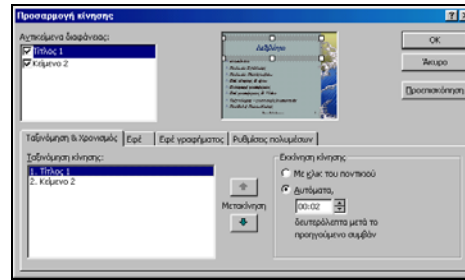 Προσαρμογή κίνησης
Αντικείμενα διαφάνειας:
Τίτλος 1
Κείμενο 2
ΟΚ
Άκυρο
Προεπισκόπηση
Ταξινόμηση & Χρονισμός
Εφέ
Εφέ γραφήματος
Ρυθμίσεις πολυμέσων
Ταξινόμηση κίνησης:
1. Τίτλος 1
2. Κείμενο 2
Μετακίνηση
Εκκίνηση κίνησης
Με κλικ του ποντικιού
Αυτόματα,
00:02
δευτερόλεπτα μετά το
προηγούμενο συμβάν